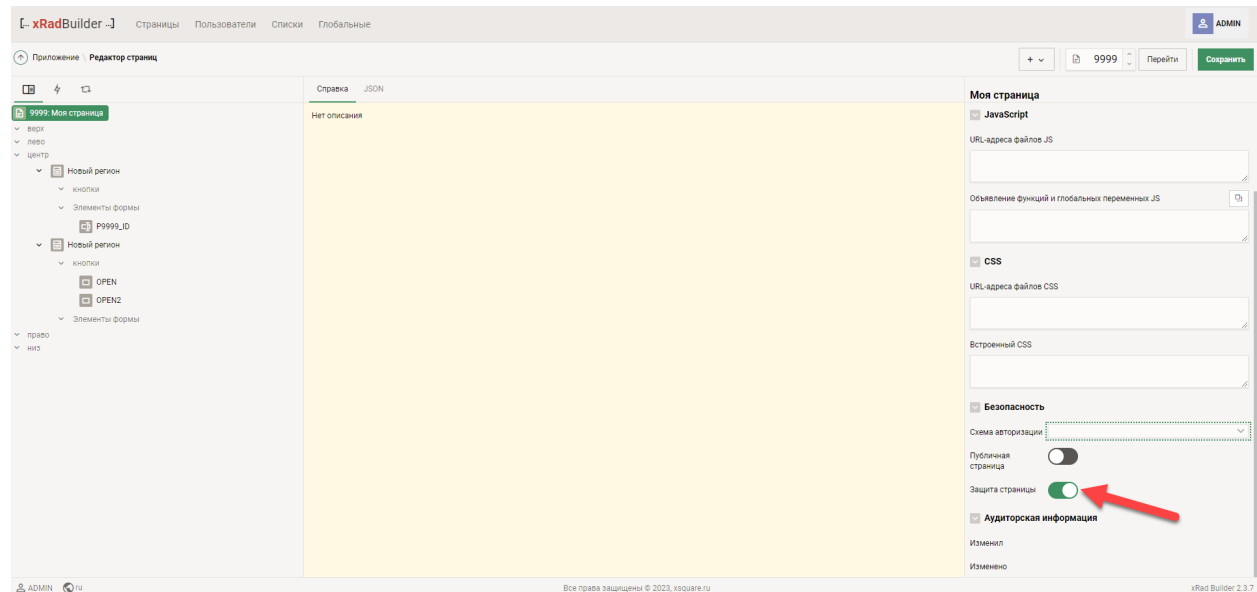 [.. xRadBuilder ..] Страницы Пользователи Списки Глобальные ADMIN
Приложение \ Редактор страниц + 9999 Перейти Сохранить
Справка JSON
Моя страница
9999: Моя страница
Нет описания
JavaScript
верх
лево
центр
Новый регион
кнопки
Элементы формы
P9999_ID
Новый регион
кнопки
OPEN
OPEN2
Элементы формы
право
низ
URL-адреса файлов JS
Объявление функций и глобальных переменных JS
CSS
URL-адреса файлов CSS
Встроенный CSS
Безопасность
Схема авторизации
Публичная
страница
Защита страницы
Аудиторская информация
Изменил
Изменено
ADMIN ru Все права защищены © 2023, xsquare.ru xRad Builder 2.3.7